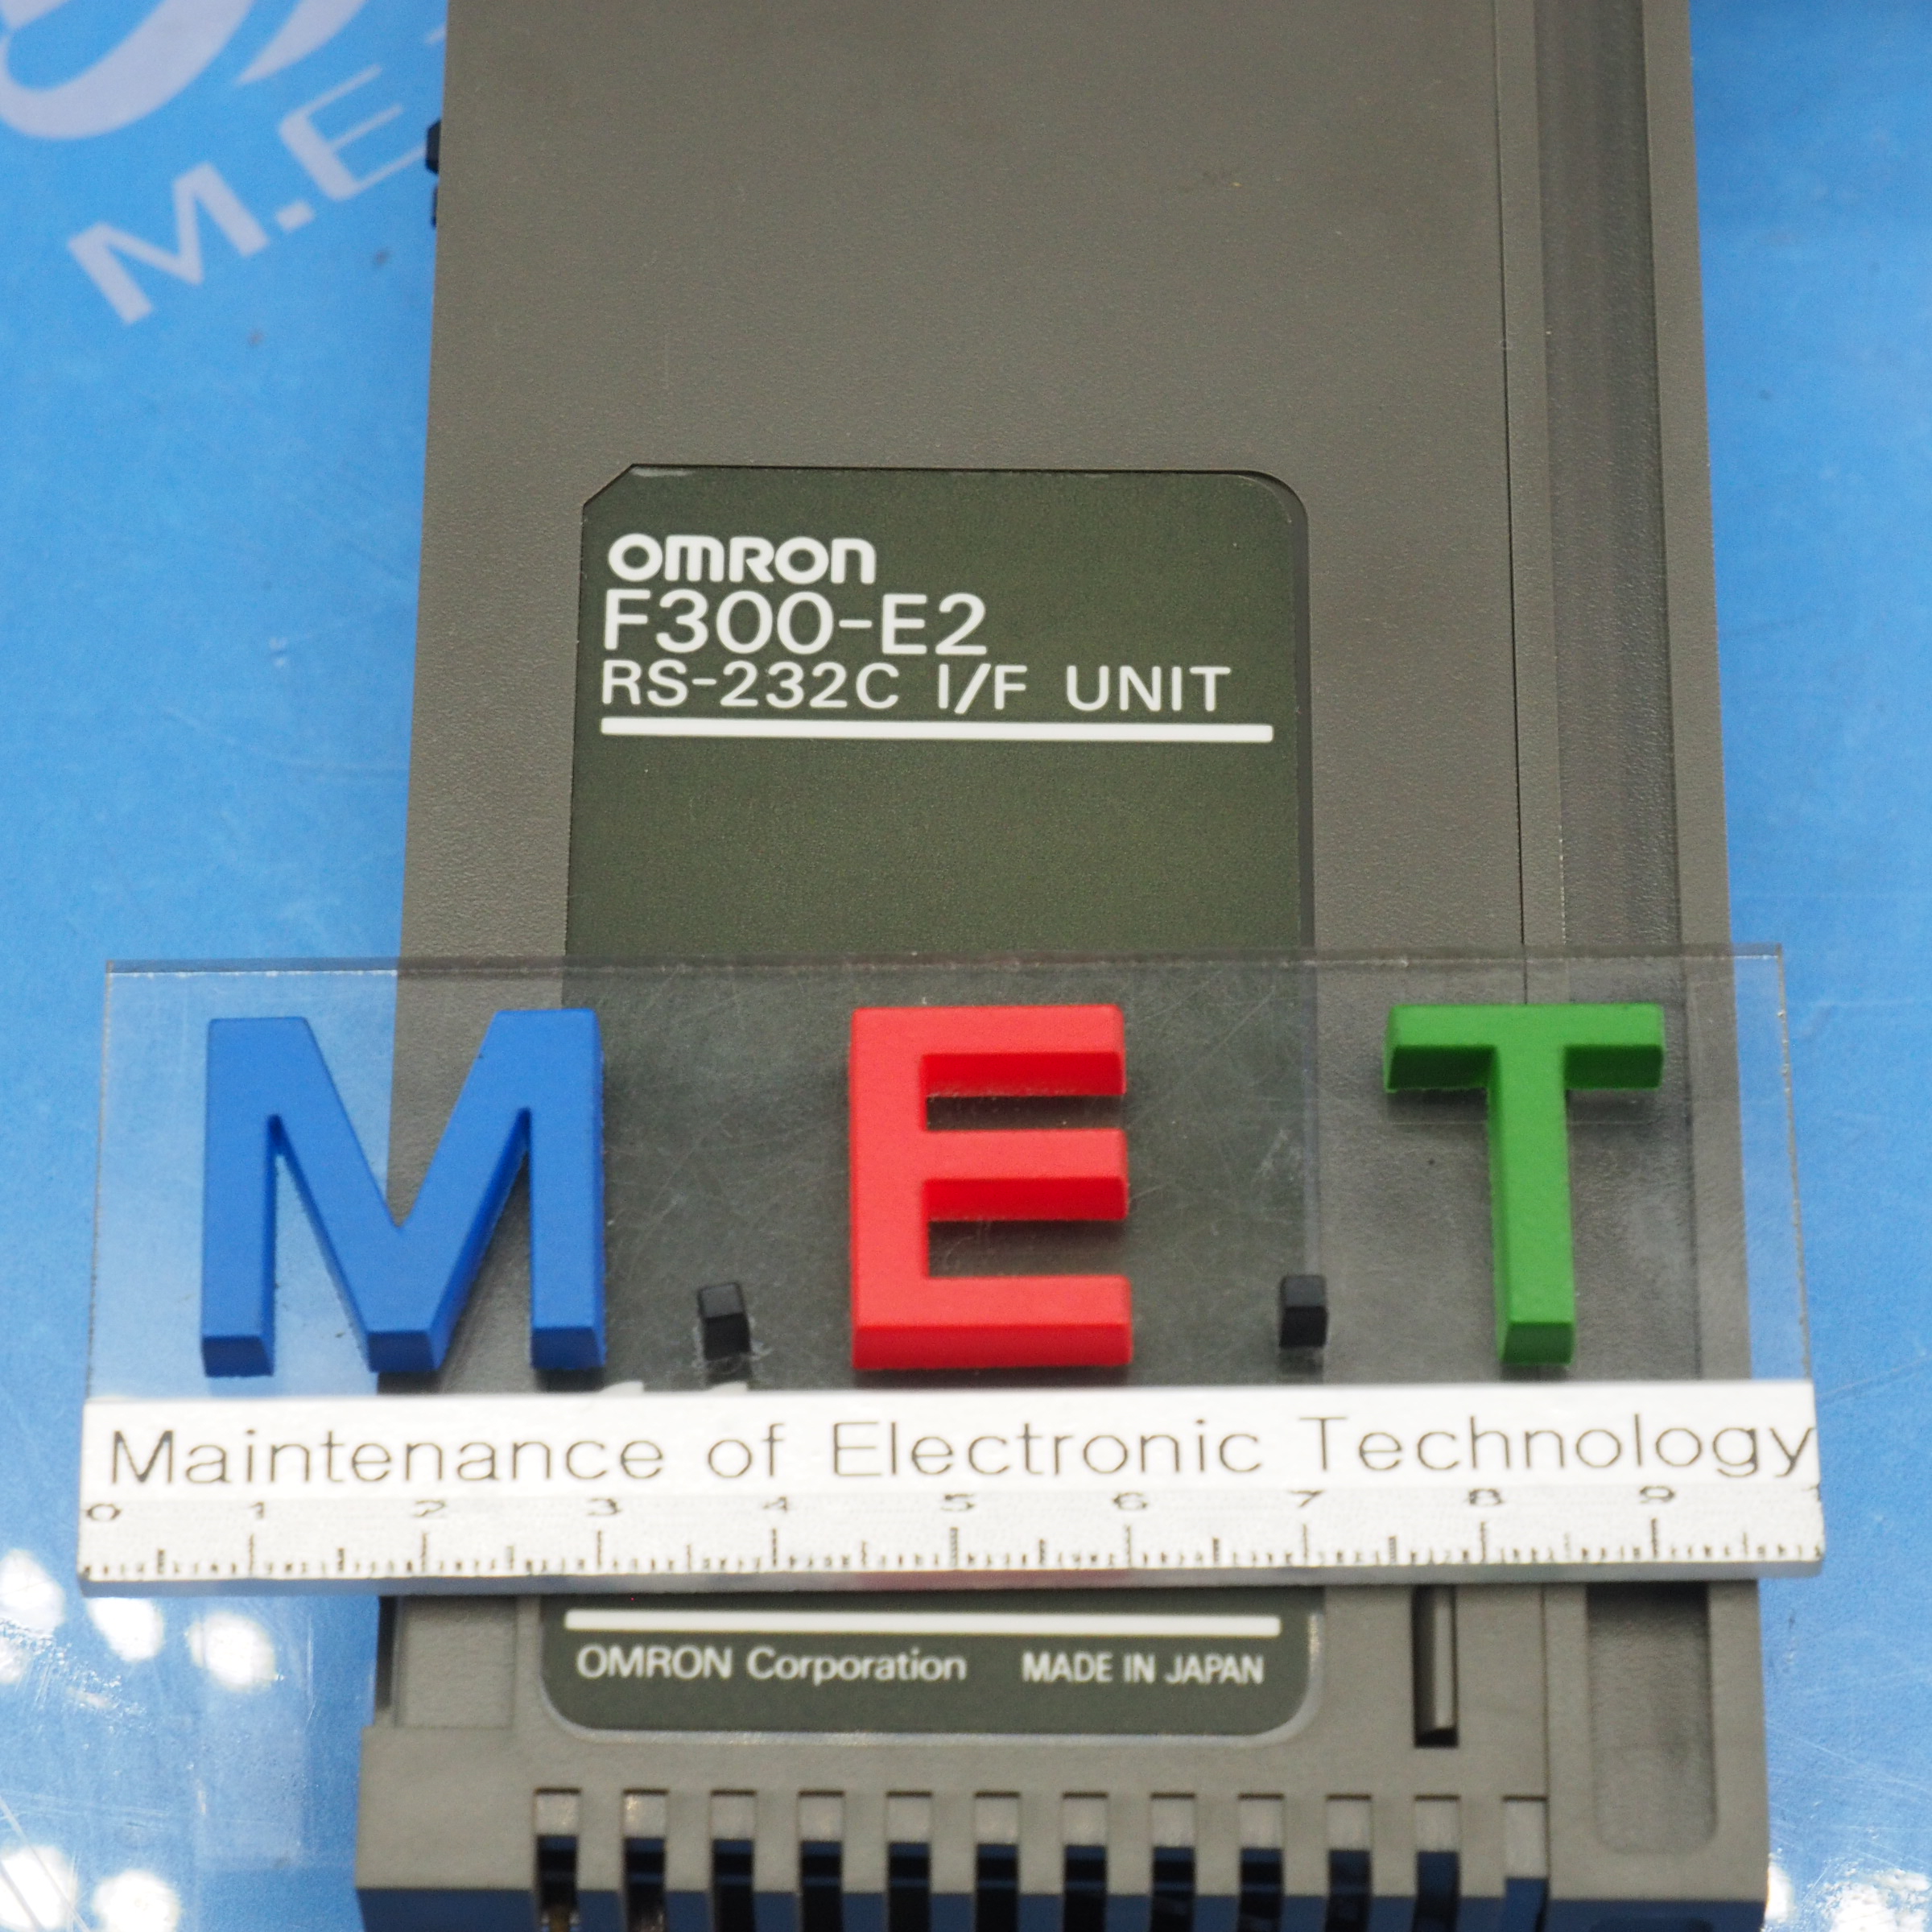 M.E
OMRON
F300-E2
RS-232C I/F UNIT
M.E.T
Maintenance of Electronic Technology
0 1 2 3 4 5 6 7 8 9
OMRON Corporation MADE IN JAPAN